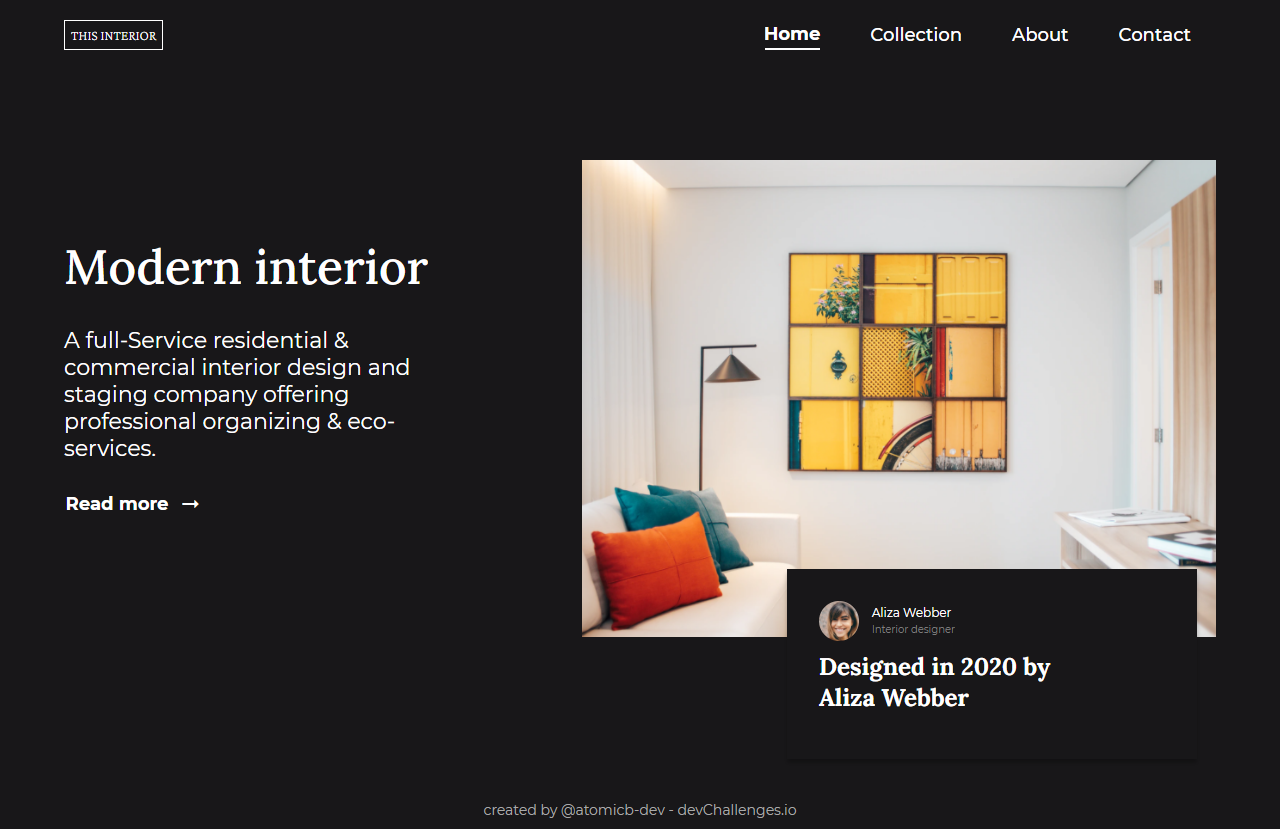 THIS INTERIOR
Home Collection About Contact
Modern interior
A full-Service residential &
commercial interior design and
staging company offering
professional organizing & eco-
services.
Read more →
Aliza Webber
Interior designer
Designed in 2020 by
Aliza Webber
created by @atomicb-dev - devChallenges.io